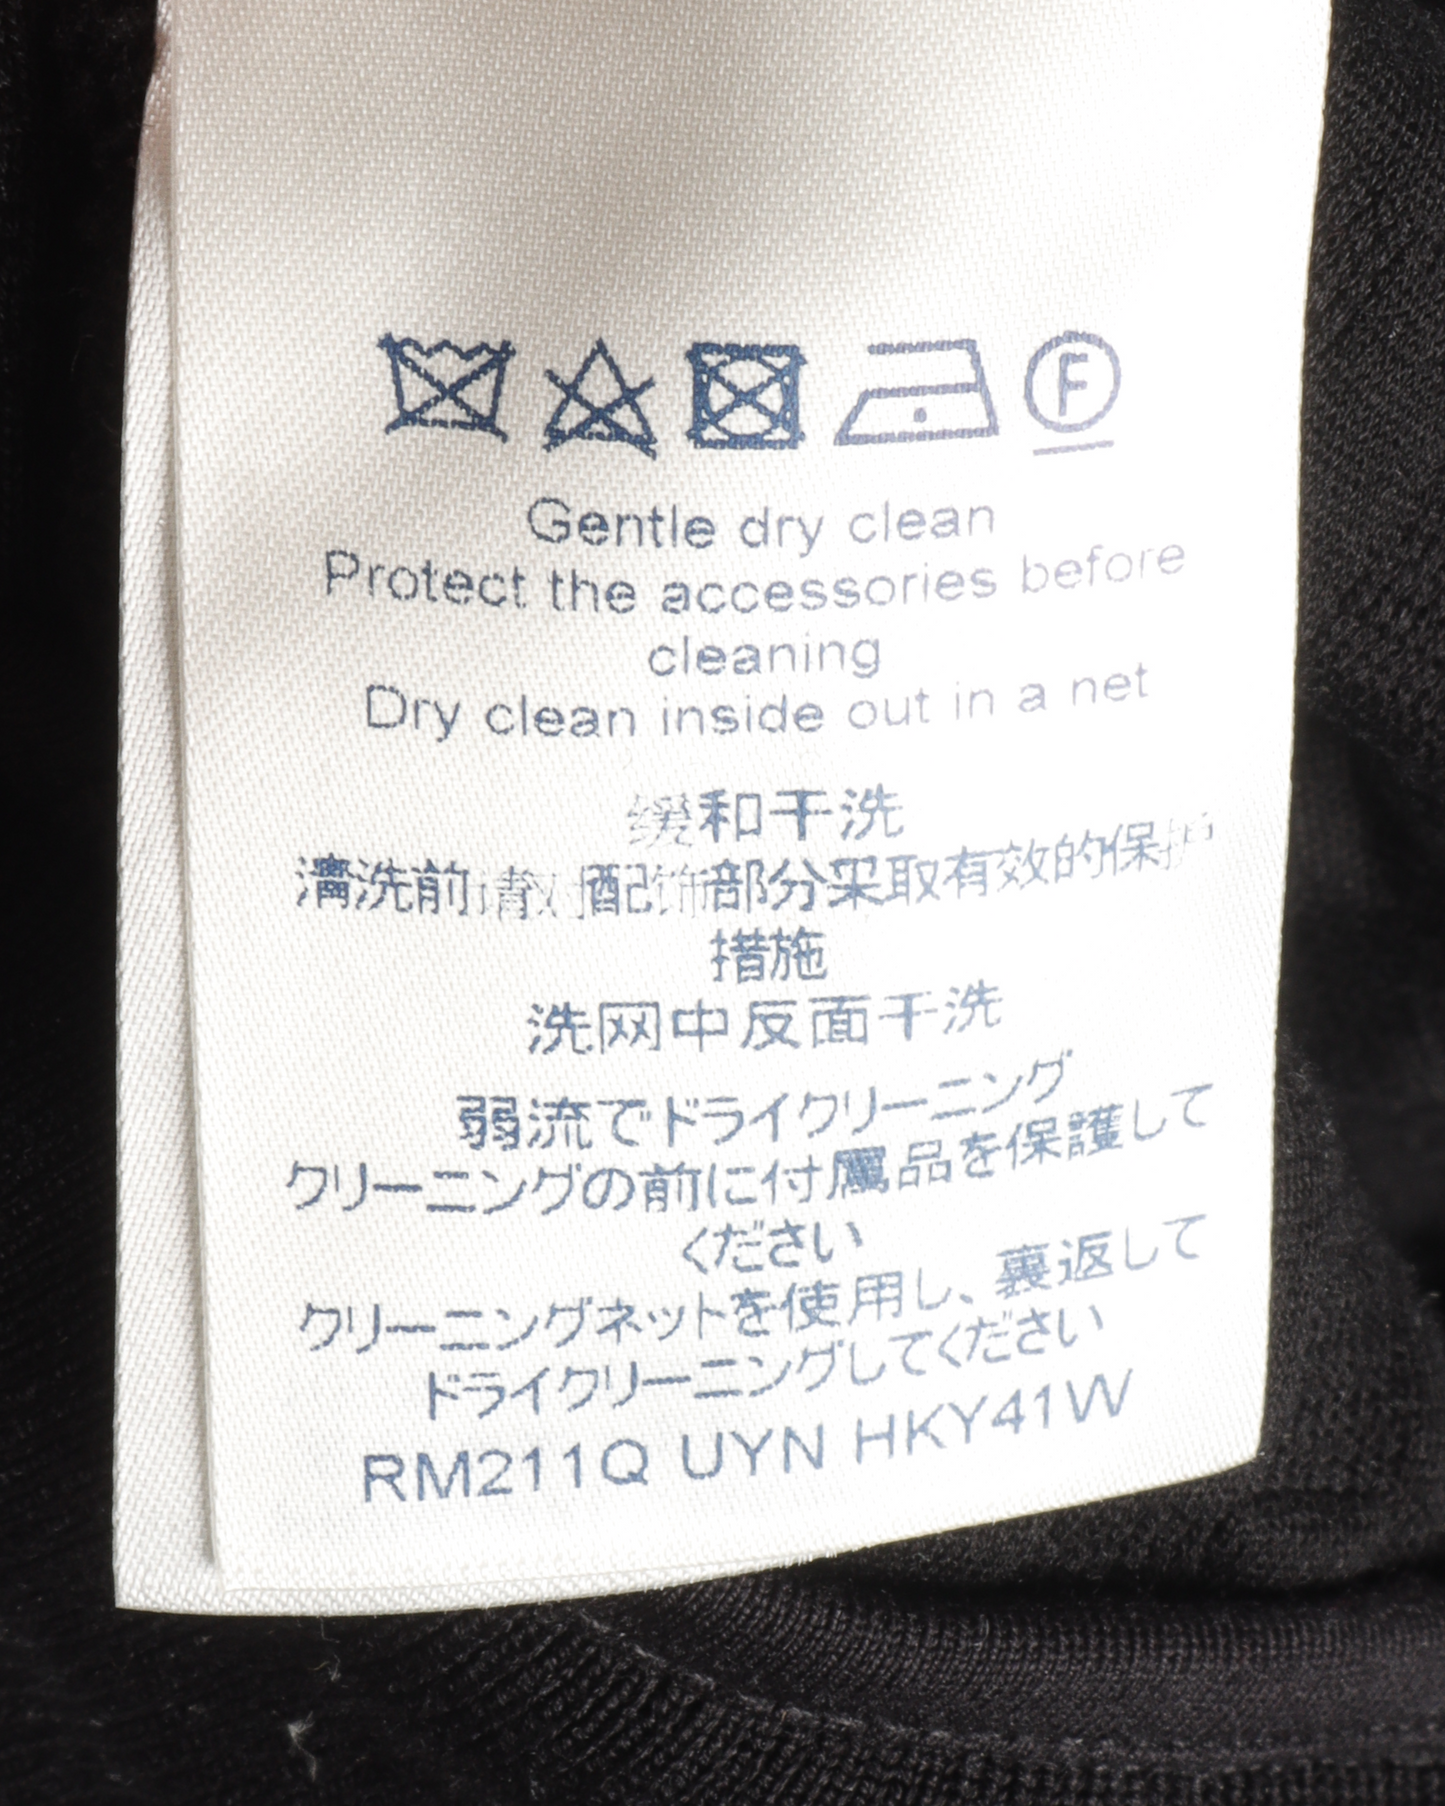 F
Gentle dry clean
Protect the accessories before
cleaning
Dry clean inside out in a net
缓和干洗
清洗前请对配饰部分采取有效的保护
措施
洗网中反面干洗
弱流でドライクリーニング
クリーニングの前に付属品を保護して
ください
クリーニングネットを使用し、裏返して
ドライクリーニングしてください
RM211Q UYN HKY41W